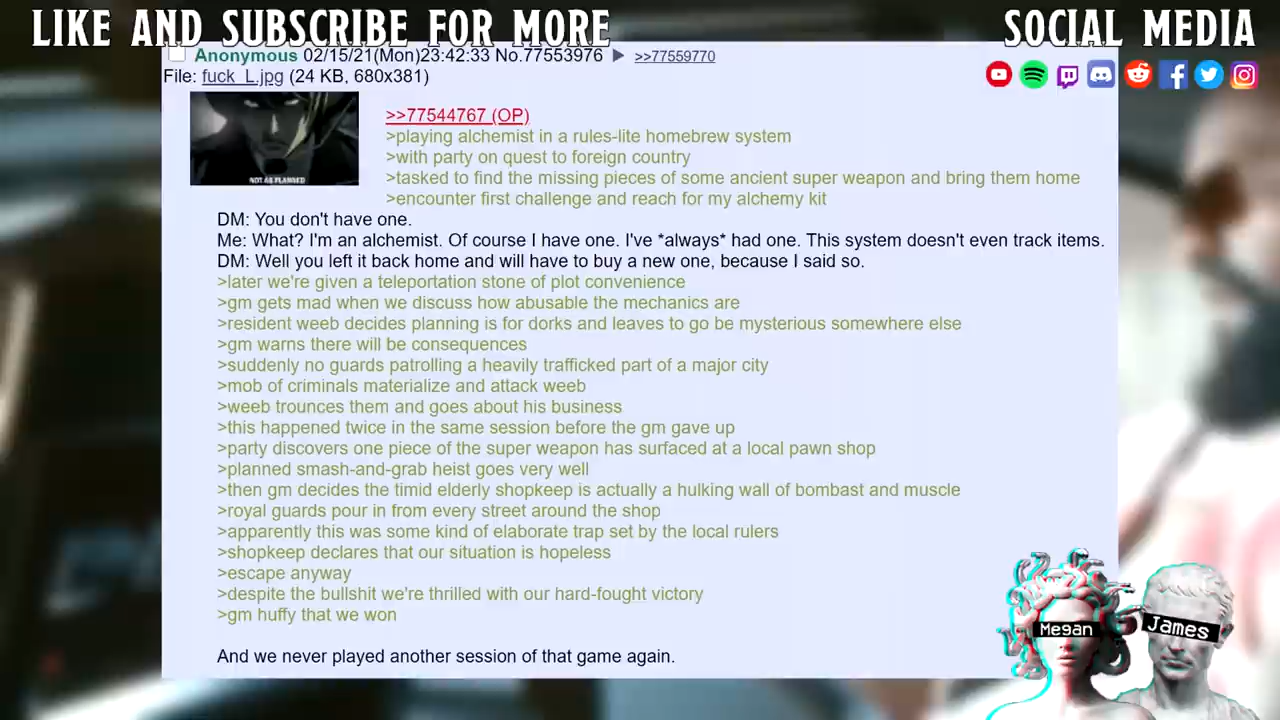 LIKE AND SUBSCRIBE FOR MORE
SOCIAL MEDIA
Anonymous 02/15/21(Mon)23:42:33 No.77553976 ▶ >>77559770
File: fuck_L.jpg (24 KB, 680x381)
NOT AS PLANNED
>>77544767 (OP)
>playing alchemist in a rules-lite homebrew system
>with party on quest to foreign country
>tasked to find the missing pieces of some ancient super weapon and bring them home
>encounter first challenge and reach for my alchemy kit
DM: You don't have one.
Me: What? I'm an alchemist. Of course I have one. I've *always* had one. This system doesn't even track items.
DM: Well you left it back home and will have to buy a new one, because I said so.
>later we're given a teleportation stone of plot convenience
>gm gets mad when we discuss how abusable the mechanics are
>resident weeb decides planning is for dorks and leaves to go be mysterious somewhere else
>gm warns there will be consequences
>suddenly no guards patrolling a heavily trafficked part of a major city
>mob of criminals materialize and attack weeb
>weeb trounces them and goes about his business
>this happened twice in the same session before the gm gave up
>party discovers one piece of the super weapon has surfaced at a local pawn shop
>planned smash-and-grab heist goes very well
>then gm decides the timid elderly shopkeep is actually a hulking wall of bombast and muscle
>royal guards pour in from every street around the shop
>apparently this was some kind of elaborate trap set by the local rulers
>shopkeep declares that our situation is hopeless
>escape anyway
>despite the bullshit we're thrilled with our hard-fought victory
>gm huffy that we won
And we never played another session of that game again.
Megan
James